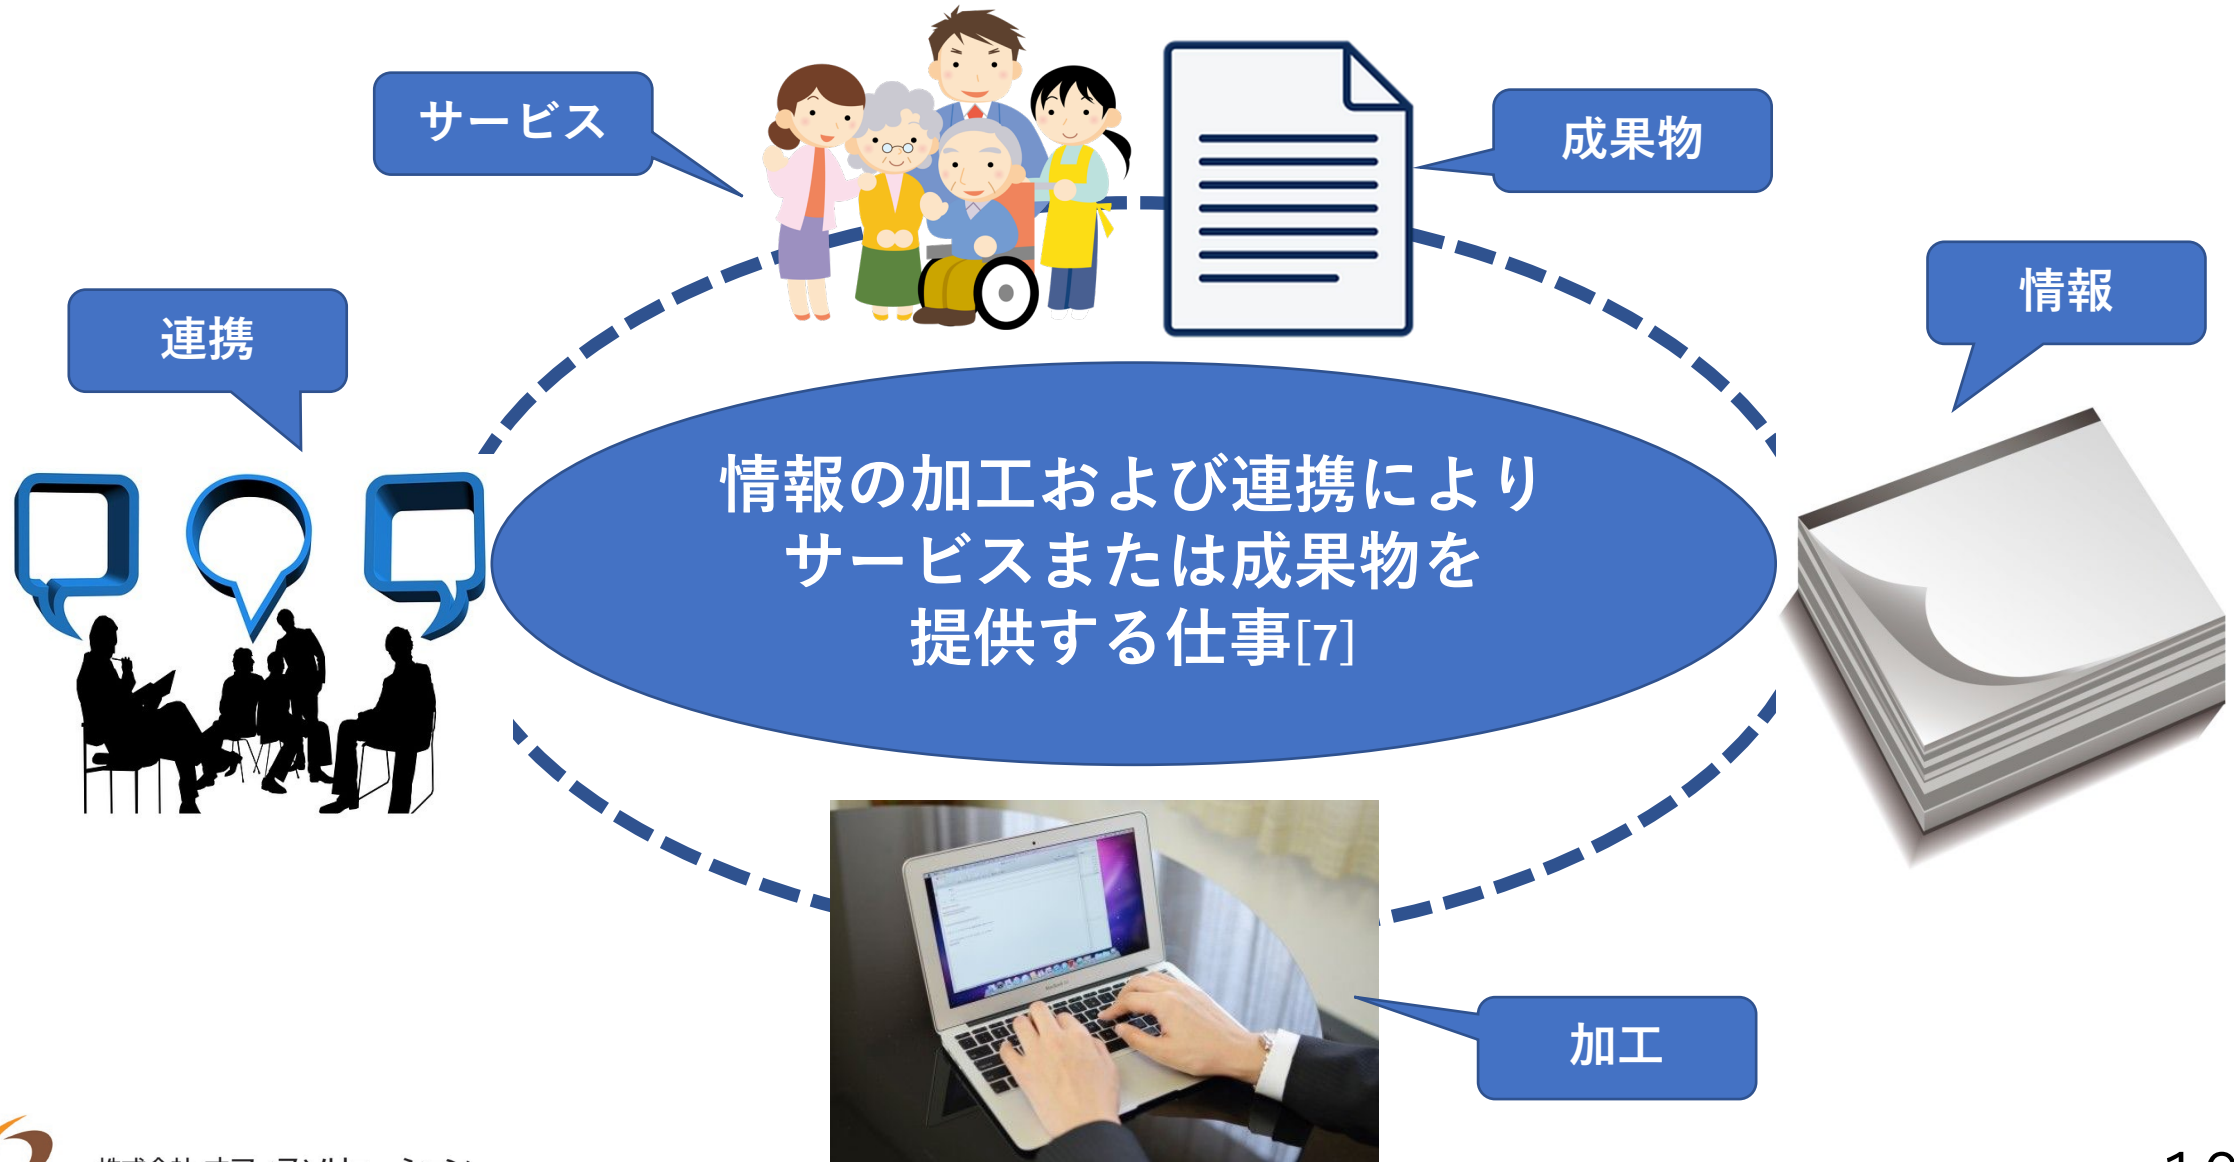 サービス
成果物
情報
連携
情報の加工および連携により
サービスまたは成果物を
提供する仕事[7]
加工